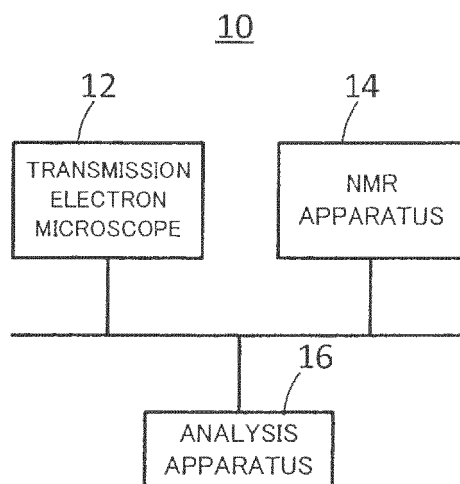 10
12
14
TRANSMISSION
ELECTRON
MICROSCOPE
NMR
APPARATUS
16
ANALYSIS
APPARATUS